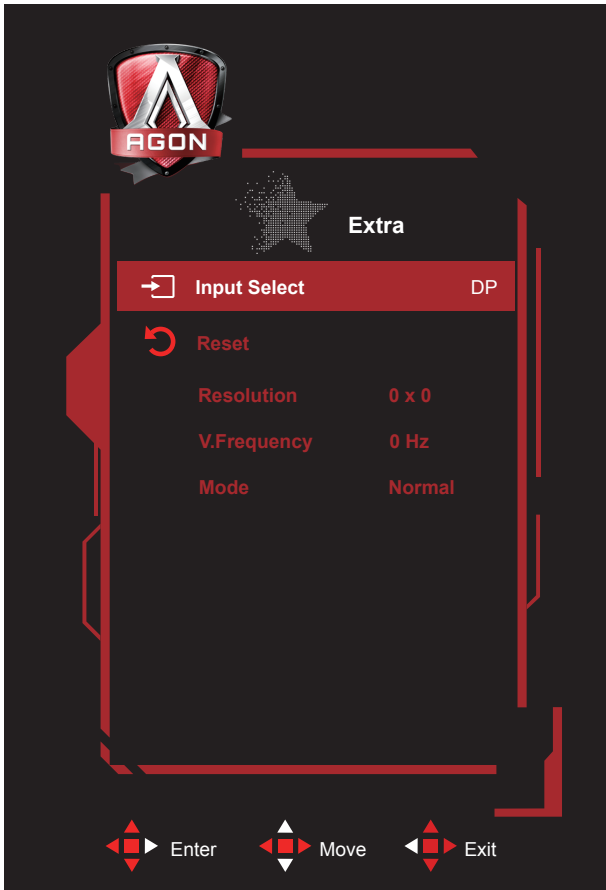 AGON
Extra
Input Select DP
Reset
Resolution 0 x 0
V.Frequency 0 Hz
Mode Normal
Enter Move Exit